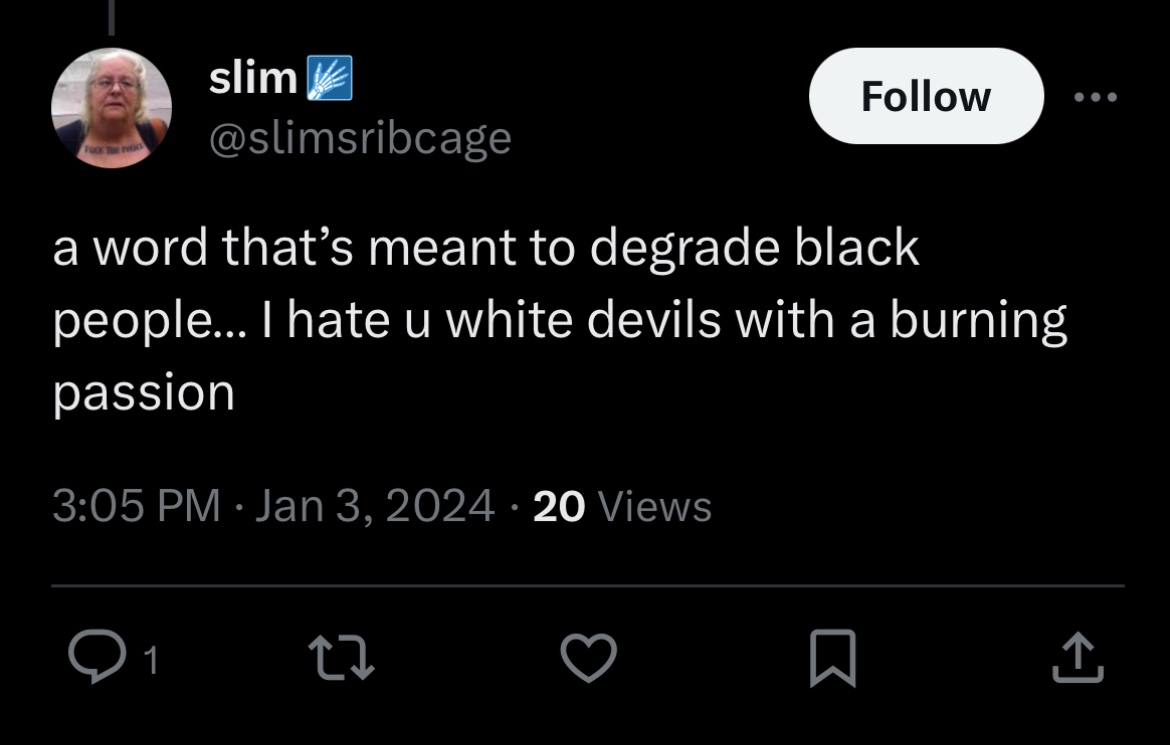 slim
@slimsribcage
Follow
a word that’s meant to degrade black
people... I hate u white devils with a burning
passion
3:05 PM · Jan 3, 2024 · 20 Views
1